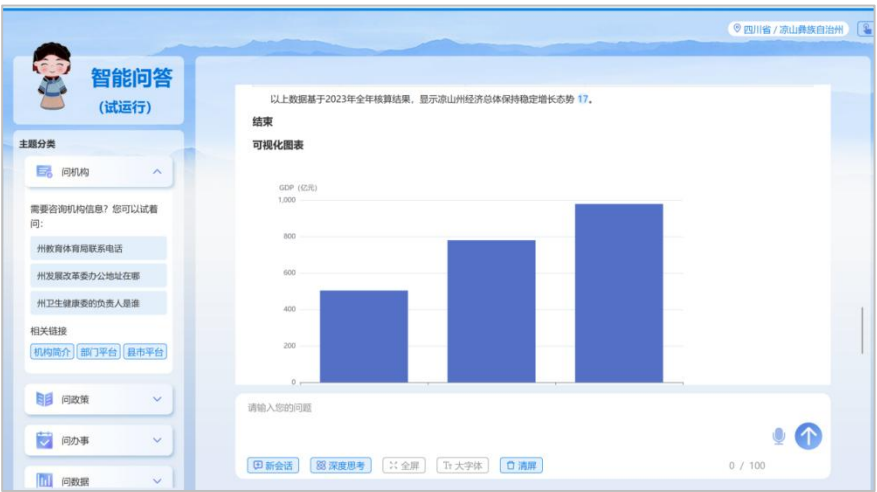 四川省 / 凉山彝族自治州
智能问答
(试运行)
主题分类
问机构
需要咨询机构信息？您可以试着
问：
州教育体育局联系电话
州发展改革委办公地址在哪
州卫生健康委的负责人是谁
相关链接
机构简介 部门平台 县市平台
问政策
问办事
问数据
以上数据基于2023年全年核算结果，显示凉山州经济总体保持稳定增长态势 17。
结束
可视化图表
GDP（亿元）
1,000
800
600
400
200
0
请输入您的问题
新会话 深度思考 全屏 Tt 大字体 清屏
0 / 100